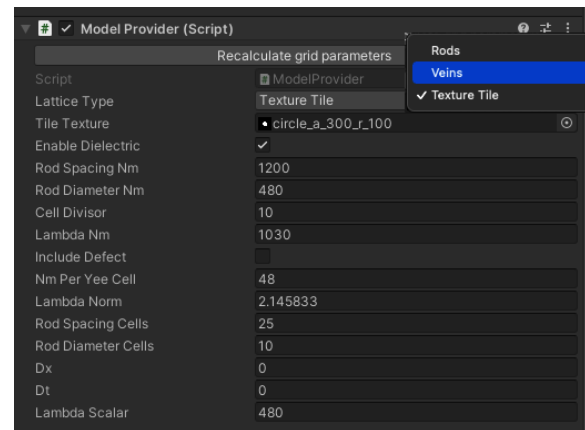 Model Provider (Script)
Recalculate grid parameters
Rods
Veins
Texture Tile
Script ModelProvider
Lattice Type Texture Tile
Tile Texture circle_a_300_r_100
Enable Dielectric
Rod Spacing Nm 1200
Rod Diameter Nm 480
Cell Divisor 10
Lambda Nm 1030
Include Defect
Nm Per Yee Cell 48
Lambda Norm 2.145833
Rod Spacing Cells 25
Rod Diameter Cells 10
Dx 0
Dt 0
Lambda Scalar 480